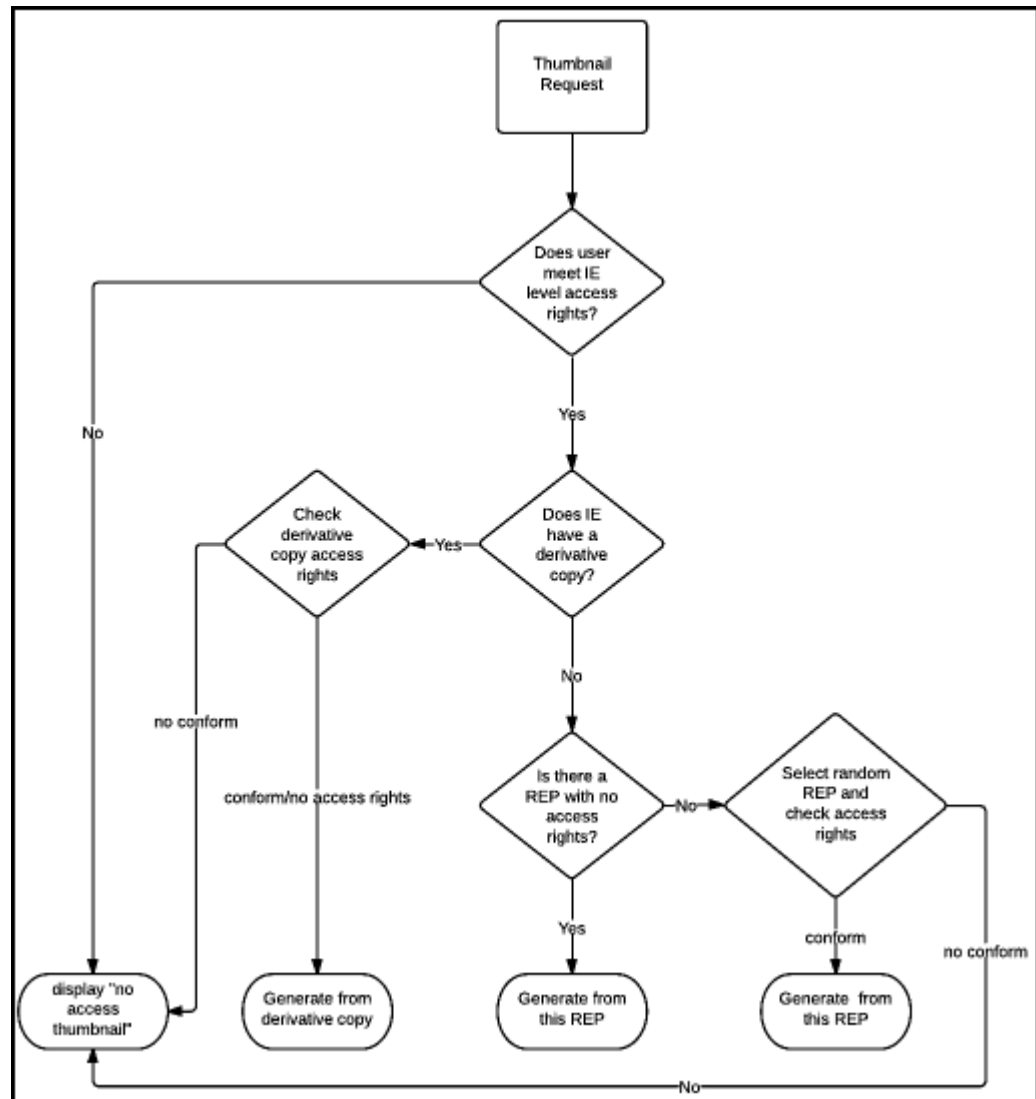 Thumbnail
Request
Does user
meet IE
level access
rights?
No
Yes
Check
derivative
copy access
rights
Yes
Does IE
have a
derivative
copy?
No
no conform
conform/no access rights
Is there a
REP with no
access
rights?
No
Select random
REP and
check access
rights
Yes
conform
no conform
display "no
access
thumbnail"
Generate from
derivative copy
Generate from
this REP
Generate from
this REP
No